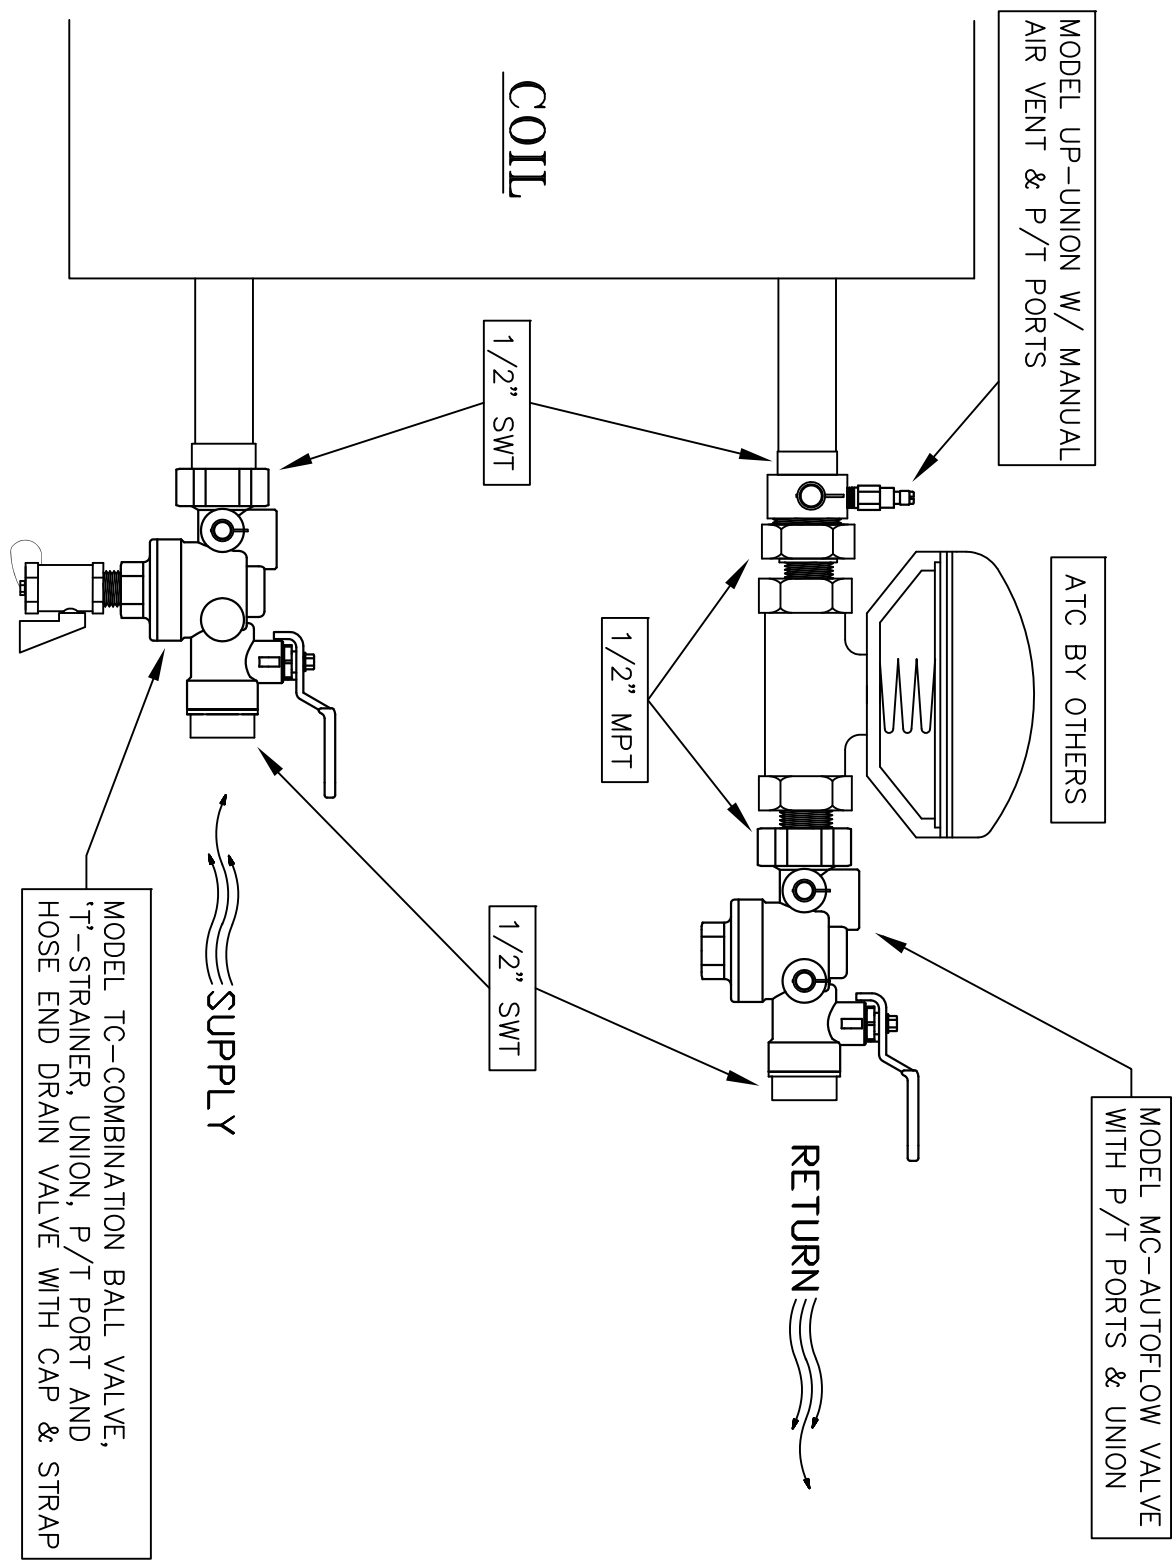 MODEL UP-UNION W/ MANUAL
AIR VENT & P/T PORTS
ATC BY OTHERS
MODEL MC-AUTOFLOW VALVE
WITH P/T PORTS & UNION
RETURN
1/2" MPT
COIL
1/2" SWT
1/2" SWT
SUPPLY
MODEL TC-COMBINATION BALL VALVE,
'T'-STRAINER, UNION, P/T PORT AND
HOSE END DRAIN VALVE WITH CAP & STRAP